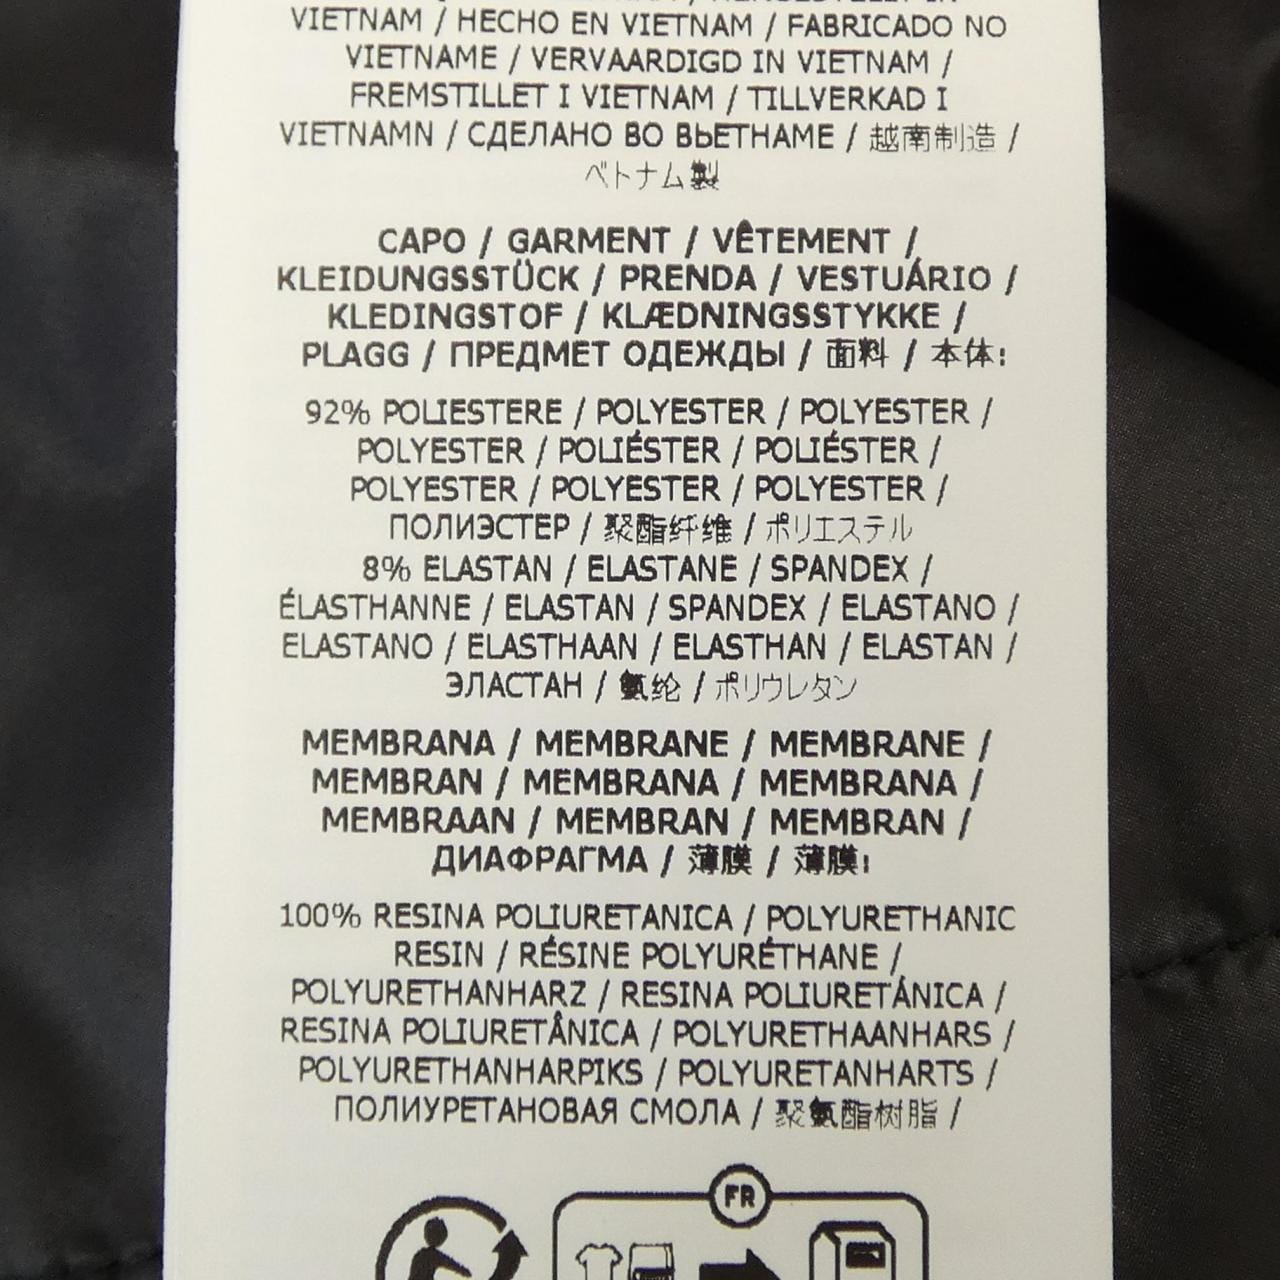 VIETNAM / HECHO EN VIETNAM / FABRICADO NO
VIETNAME / VERVAARDIGD IN VIETNAM /
FREMSTILLET I VIETNAM / TILLVERKAD I
VIETNAMN / СДЕЛАНО ВО ВЬЕТНАМЕ / 越南制造 /
ベトナム製
CAPO / GARMENT / VÊTEMENT /
KLEIDUNGSSTÜCK / PRENDA / VESTUÁRIO /
KLEDINGSTOF / KLÆDNINGSSTYKKE /
PLAGG / ПРЕДМЕТ ОДЕЖДЫ / 面料 / 本体:
92% POLIESTERE / POLYESTER / POLYESTER /
POLYESTER / POLIÉSTER / POLIÉSTER /
POLYESTER / POLYESTER / POLYESTER /
ПОЛИЭСТЕР / 聚酯纤维 / ポリエステル
8% ELASTAN / ELASTANE / SPANDEX /
ÉLASTHANNE / ELASTAN / SPANDEX / ELASTANO /
ELASTANO / ELASTHAAN / ELASTHAN / ELASTAN /
ЭЛАСТАН / 氨纶 / ポリウレタン
MEMBRANA / MEMBRANE / MEMBRANE /
MEMBRAN / MEMBRANA / MEMBRANA /
MEMBRAAN / MEMBRAN / MEMBRAN /
ДИАФРАГМА / 薄膜 / 薄膜:
100% RESINA POLIURETANICA / POLYURETHANIC
RESIN / RÉSINE POLYURÉTHANE /
POLYURETHANHARZ / RESINA POLIURETÁNICA /
RESINA POLIURETÂNICA / POLYURETHAANHARS /
POLYURETHANHARPIKS / POLYURETANHARTS /
ПОЛИУРЕТАНОВАЯ СМОЛА / 聚氨酯树脂 /
FR